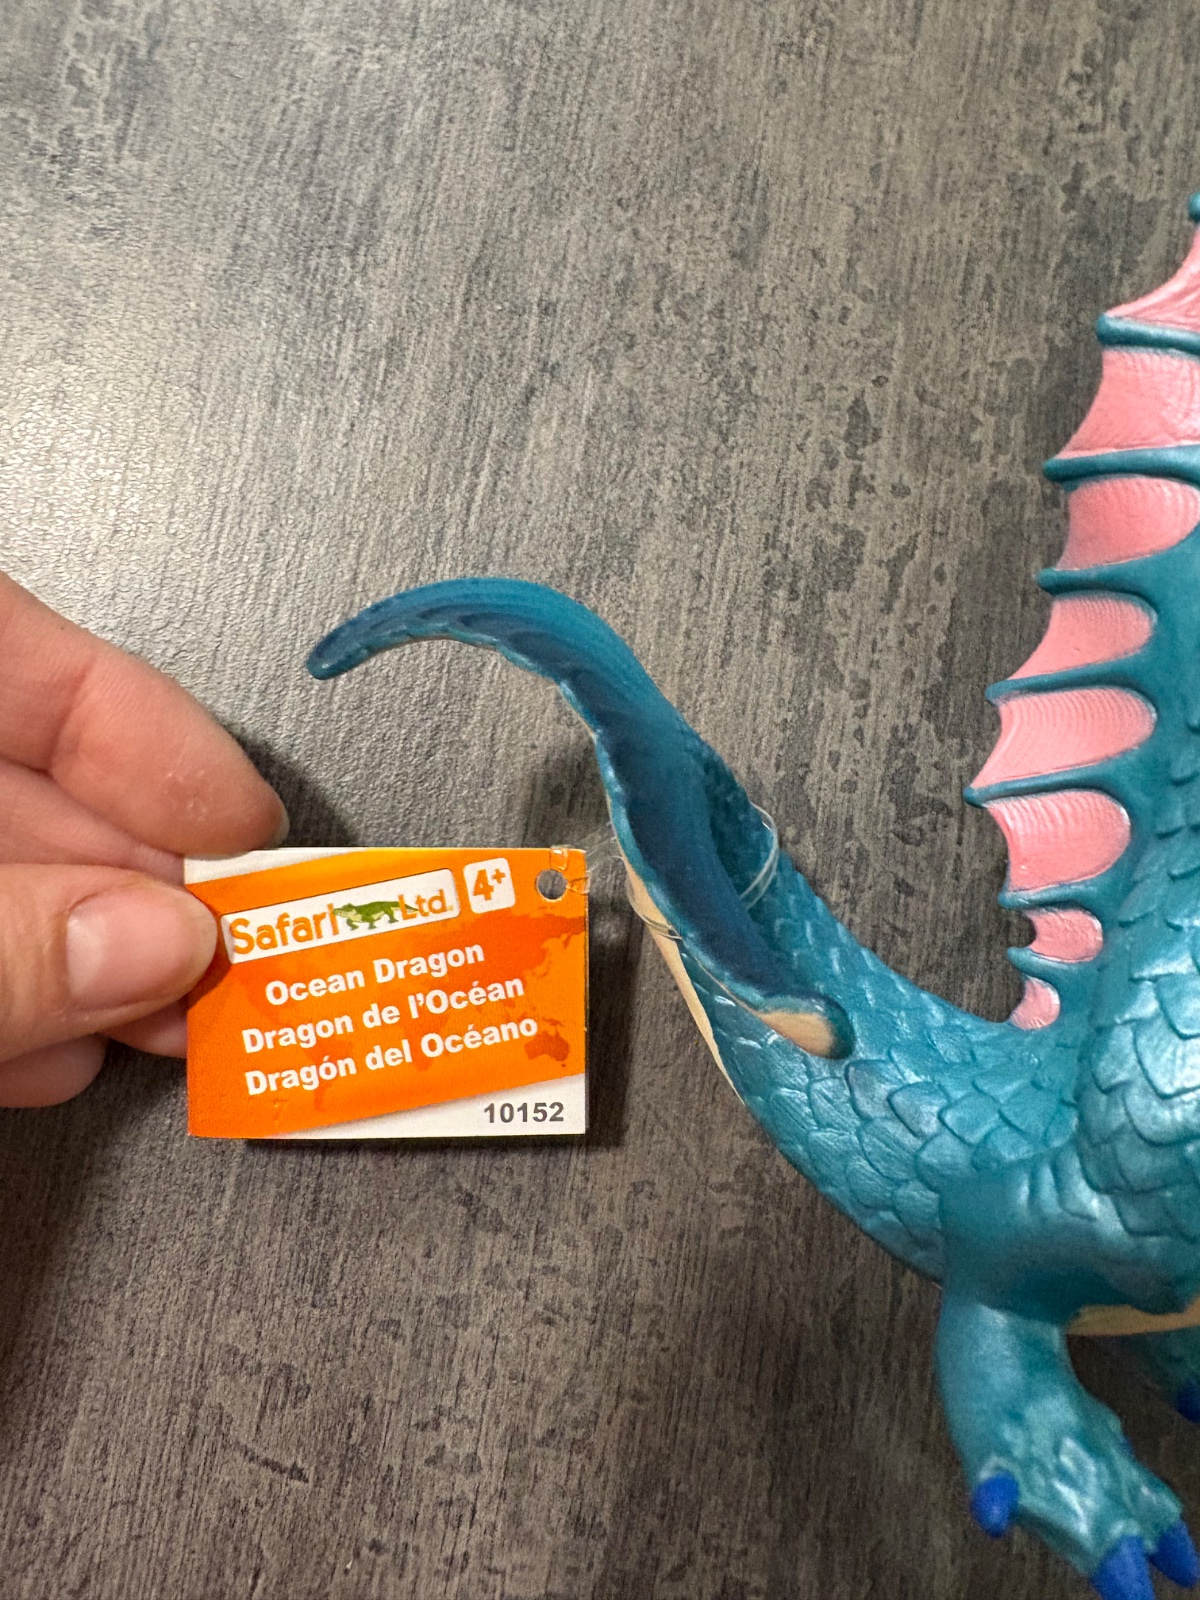 Safari Ltd. 4+
Ocean Dragon
Dragon de l'Océan
Dragón del Océano
10152